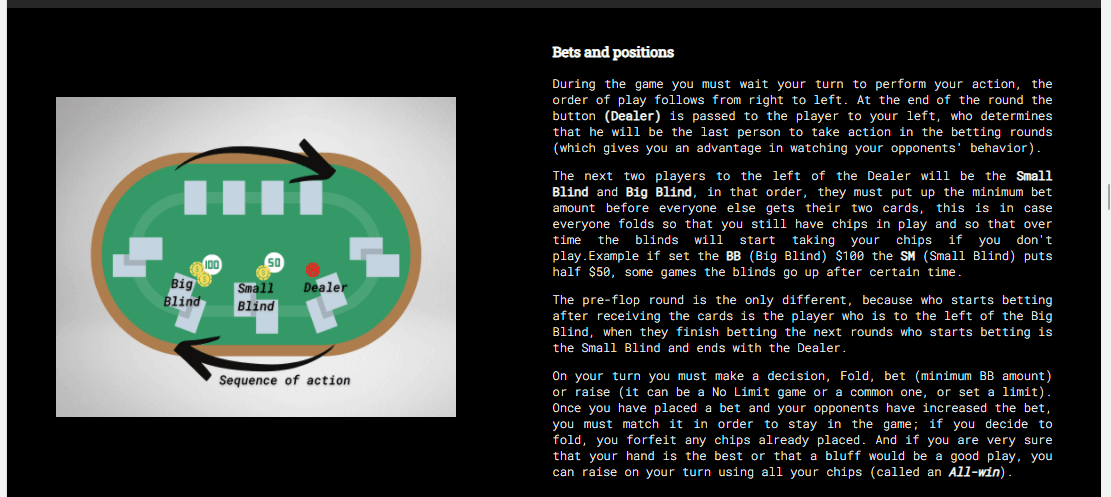 100
50
Big
Blind
Small
Blind
Dealer
Sequence of action
Bets and positions
During the game you must wait your turn to perform your action, the
order of play follows from right to left. At the end of the round the
button (Dealer) is passed to the player to your left, who determines
that he will be the last person to take action in the betting rounds
(which gives you an advantage in watching your opponents' behavior).
The next two players to the left of the Dealer will be the Small
Blind and Big Blind, in that order, they must put up the minimum bet
amount before everyone else gets their two cards, this is in case
everyone folds so that you still have chips in play and so that over
time the blinds will start taking your chips if you don't
play.Example if set the BB (Big Blind) $100 the SM (Small Blind) puts
half $50, some games the blinds go up after certain time.
The pre-flop round is the only different, because who starts betting
after receiving the cards is the player who is to the left of the Big
Blind, when they finish betting the next rounds who starts betting is
the Small Blind and ends with the Dealer.
On your turn you must make a decision, Fold, bet (minimum BB amount)
or raise (it can be a No Limit game or a common one, or set a limit).
Once you have placed a bet and your opponents have increased the bet,
you must match it in order to stay in the game; if you decide to
fold, you forfeit any chips already placed. And if you are very sure
that your hand is the best or that a bluff would be a good play, you
can raise on your turn using all your chips (called an All-win).